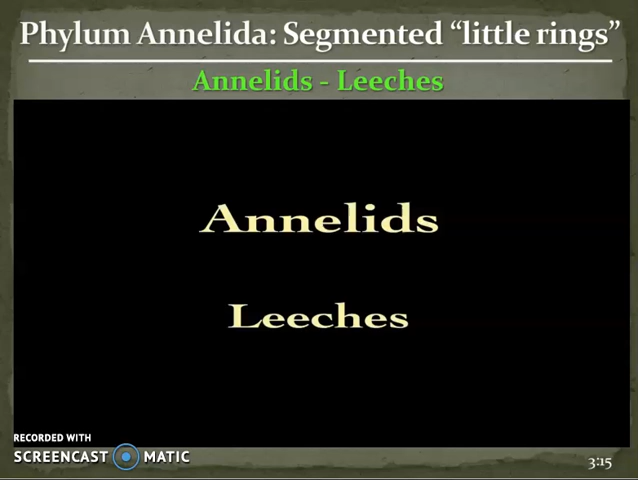 Phylum Annelida: Segmented “little rings”
Annelids - Leeches
Annelids
Leeches
RECORDED WITH
SCREENCAST MATIC
3:15